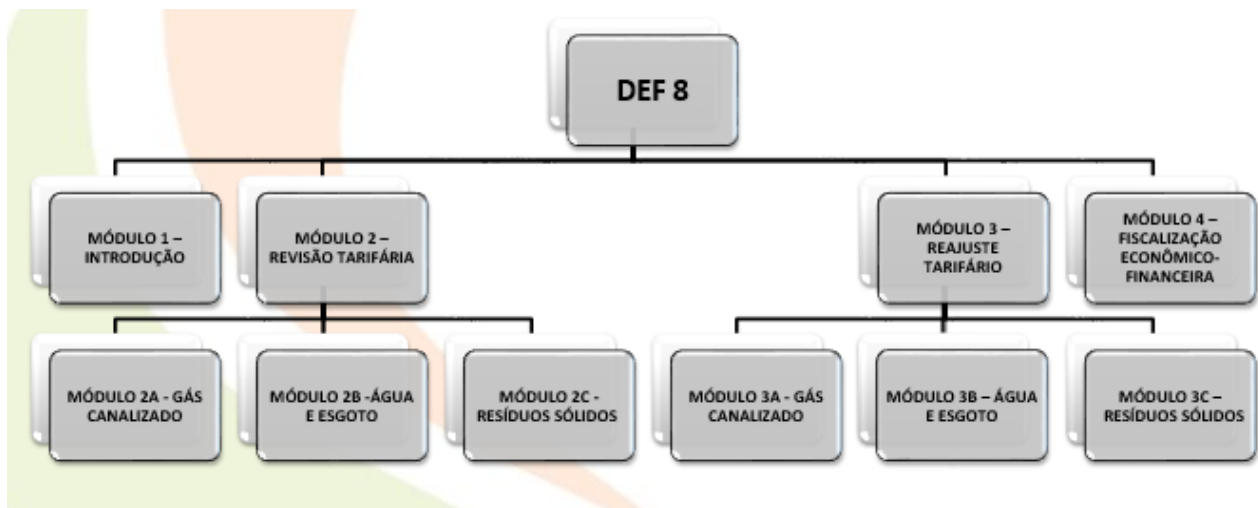 DEF 8
MÓDULO 1 –
INTRODUÇÃO
MÓDULO 2 –
REVISÃO TARIFÁRIA
MÓDULO 3 –
REAJUSTE
TARIFÁRIO
MÓDULO 4 –
FISCALIZAÇÃO
ECONÔMICO-
FINANCEIRA
MÓDULO 2A - GÁS
CANALIZADO
MÓDULO 2B -ÁGUA
E ESGOTO
MÓDULO 2C -
RESÍDUOS SÓLIDOS
MÓDULO 3A - GÁS
CANALIZADO
MÓDULO 3B – ÁGUA
E ESGOTO
MÓDULO 3C –
RESÍDUOS SÓLIDOS